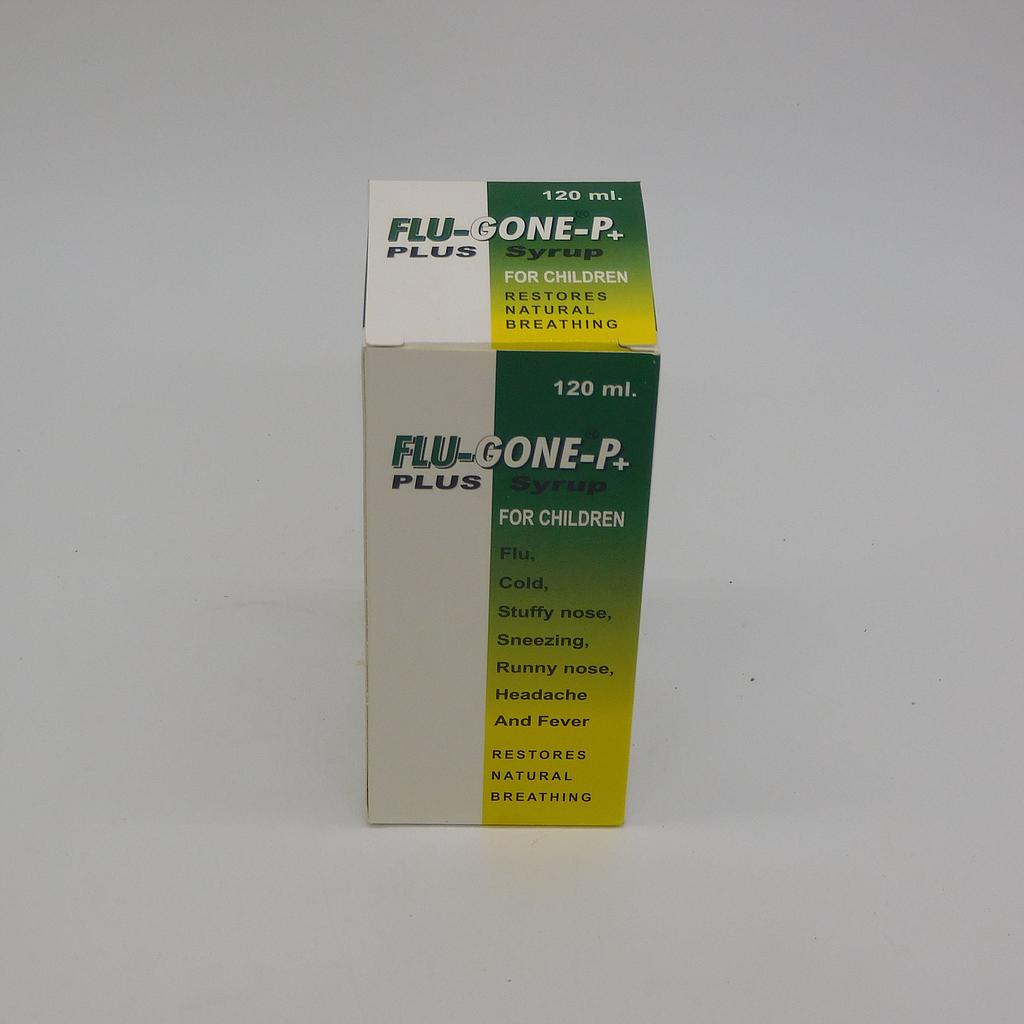 120 ml.
FLU-GONE-P+®
PLUS Syrup
FOR CHILDREN
RESTORES
NATURAL
BREATHING
120 ml.
FLU-GONE-P+®
PLUS Syrup
FOR CHILDREN
Flu,
Cold,
Stuffy nose,
Sneezing,
Runny nose,
Headache
And Fever
RESTORES
NATURAL
BREATHING